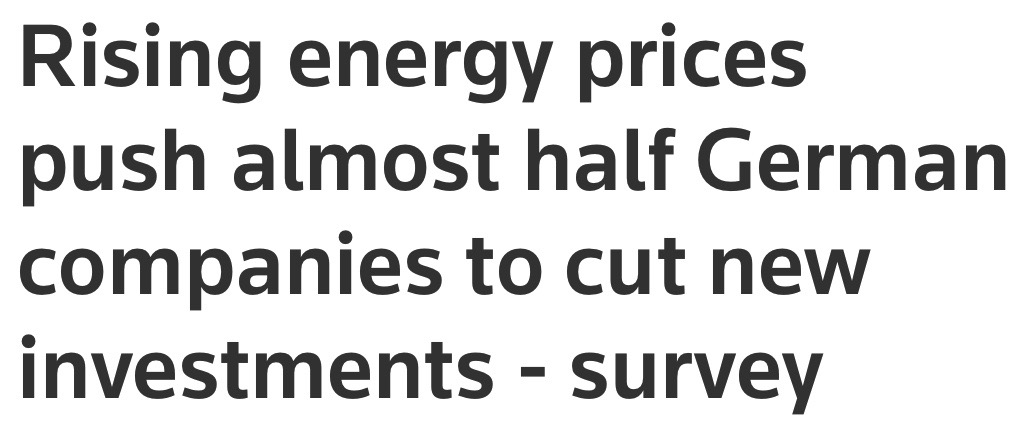 Rising energy prices
push almost half German
companies to cut new
investments - survey